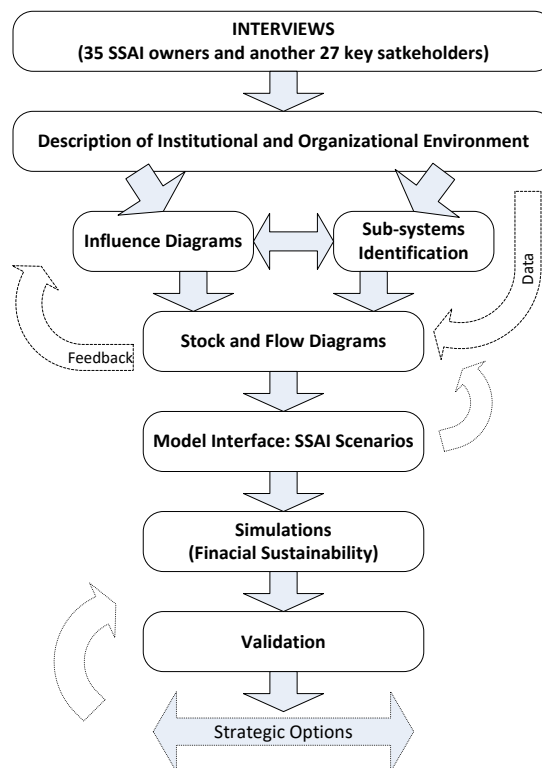 INTERVIEWS
(35 SSAI owners and another 27 key satkeholders)
Description of Institutional and Organizational Environment
Influence Diagrams
Sub-systems
Identification
Data
Stock and Flow Diagrams
Feedback
Model Interface: SSAI Scenarios
Simulations
(Finacial Sustainability)
Validation
Strategic Options